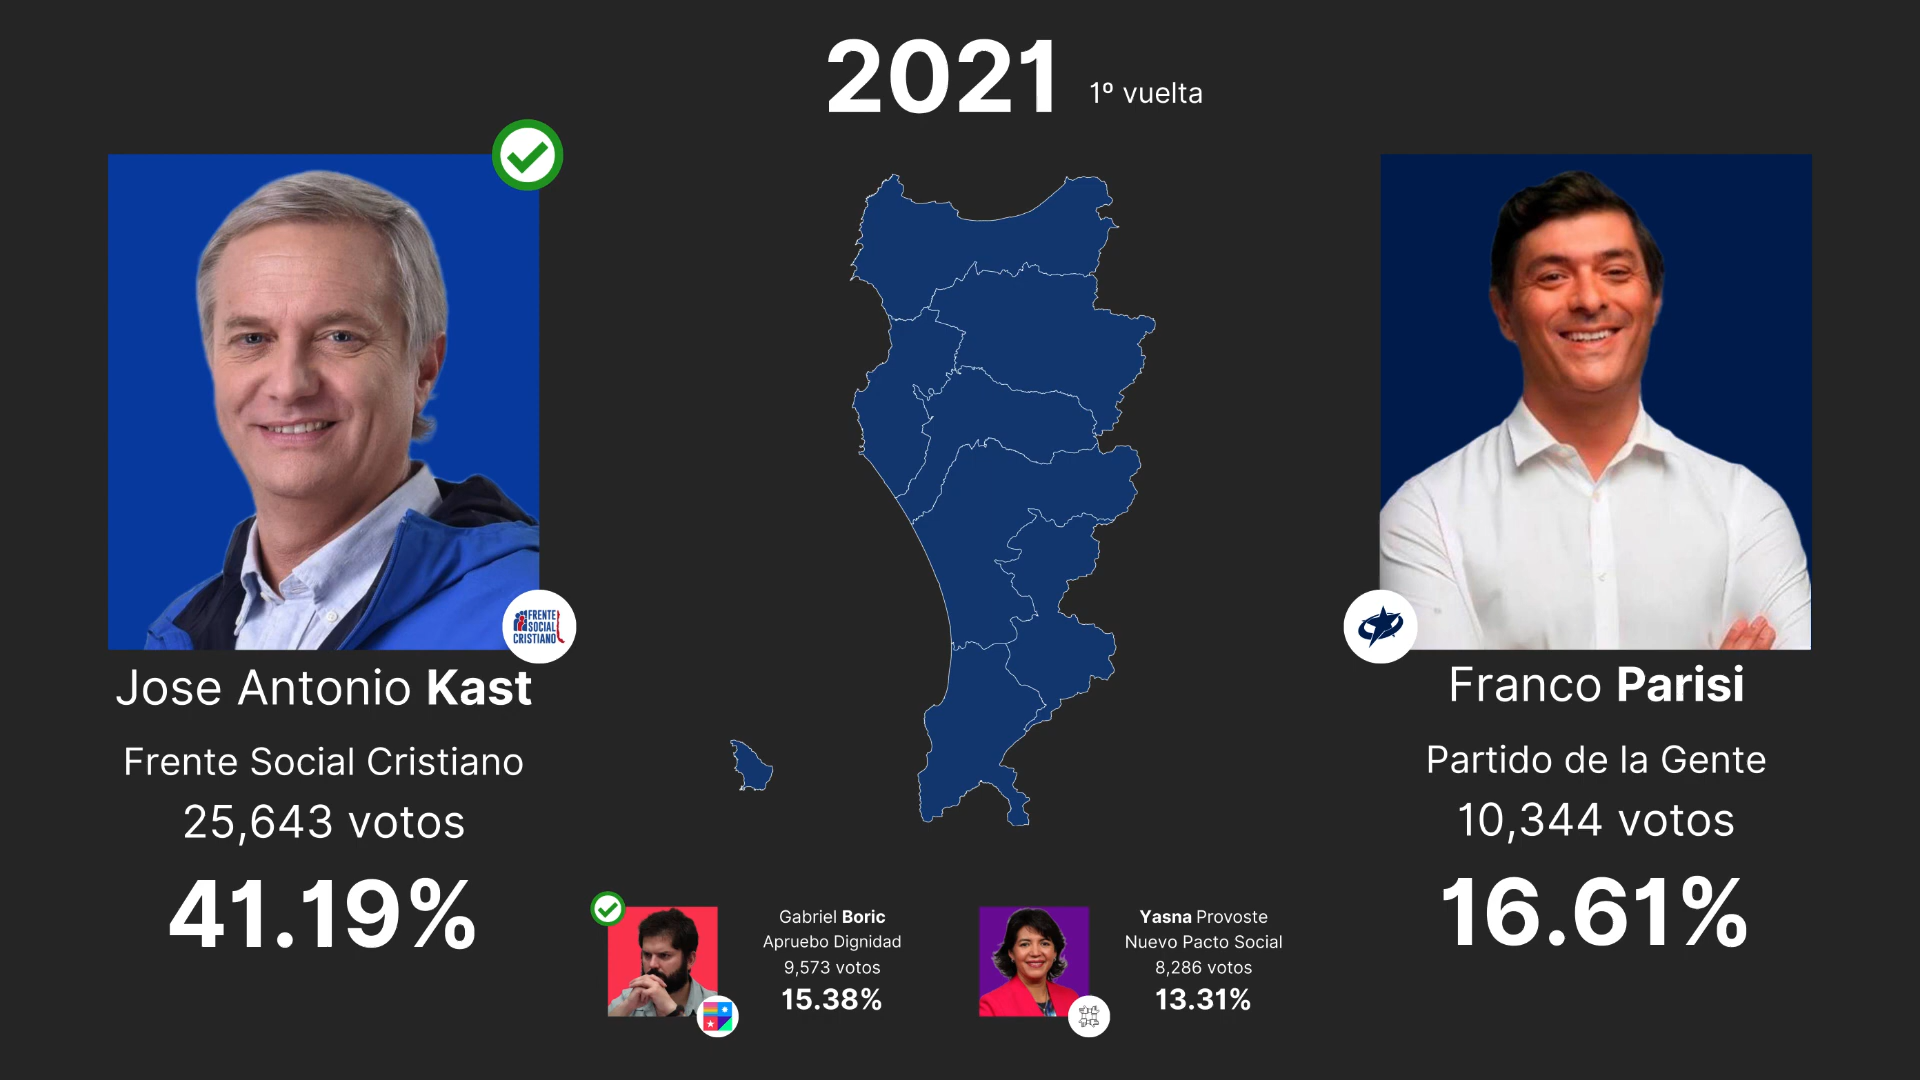 2021 1º vuelta
FRENTE
SOCIAL
CRISTIANO
Jose Antonio Kast
Frente Social Cristiano
25,643 votos
41.19%
Franco Parisi
Partido de la Gente
10,344 votos
16.61%
Gabriel Boric
Apruebo Dignidad
9,573 votos
15.38%
Yasna Provoste
Nuevo Pacto Social
8,286 votos
13.31%